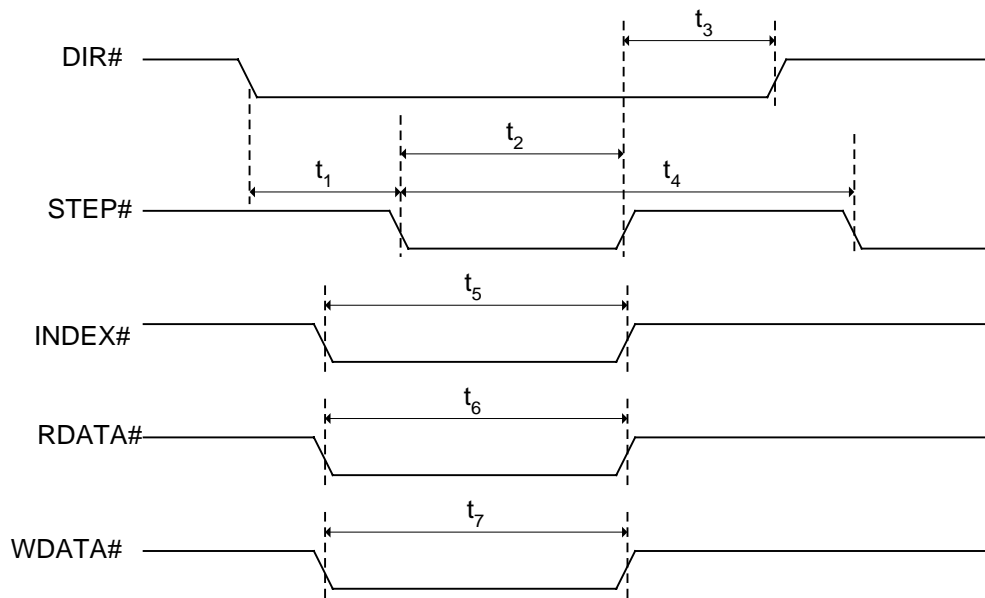 t₃
DIR#
t₂
t₁ t₄
STEP#
t₅
INDEX#
t₆
RDATA#
t₇
WDATA#